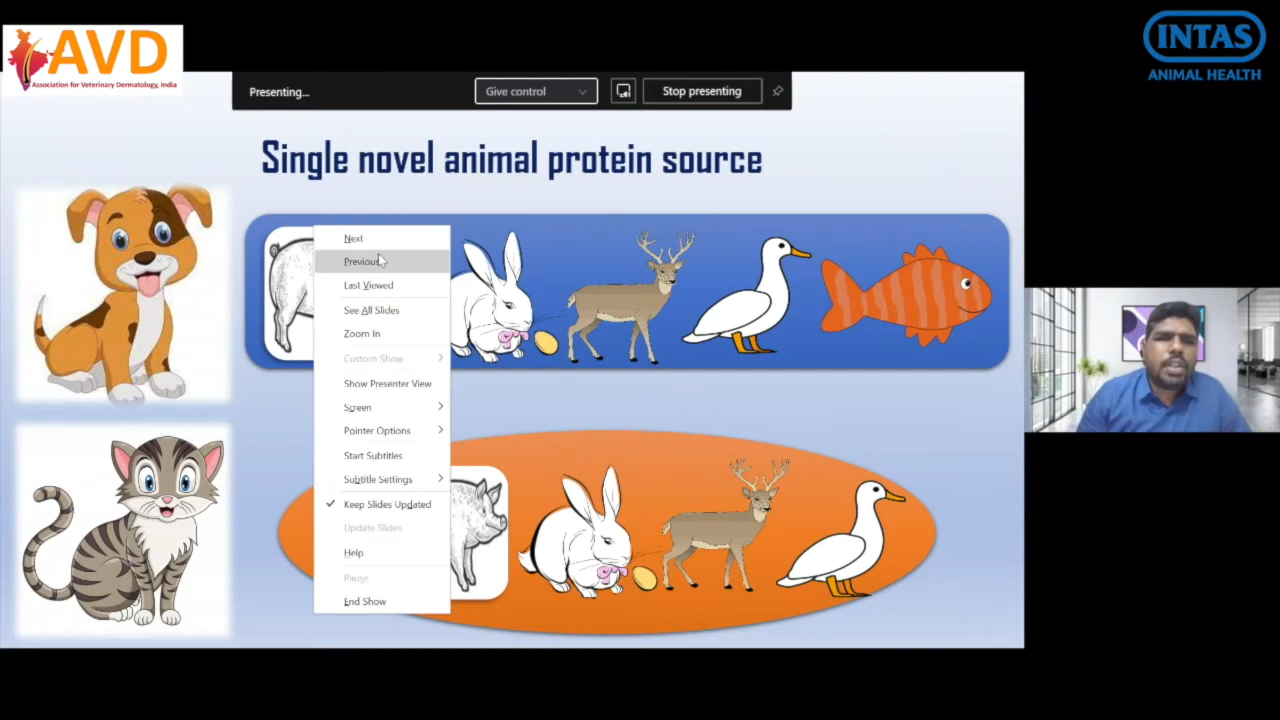 AVD
Association for Veterinary Dermatology, India
INTAS
ANIMAL HEALTH
Presenting...
Give control
Stop presenting
Single novel animal protein source
Next
Previous
Last Viewed
See All Slides
Zoom In
Custom Show
Show Presenter View
Screen
Pointer Options
Start Subtitles
Subtitle Settings
Keep Slides Updated
Update Slides
Help
Pause
End Show